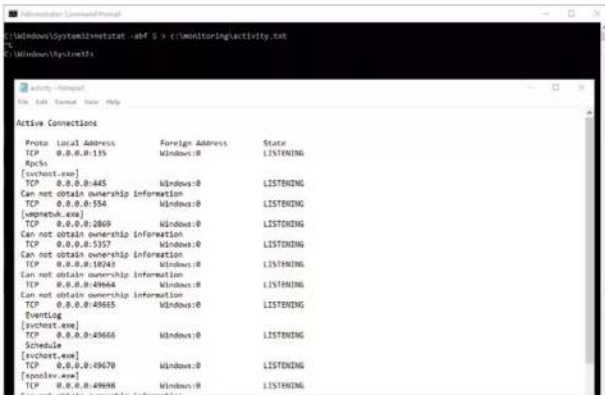 Administrator: Command Prompt
C:\Windows\System32>netstat -abf 5 > c:\monitoring\activity.txt
^C
C:\Windows\System32>
activity - Notepad
File Edit Format View Help
Active Connections
Proto Local Address Foreign Address State
TCP 0.0.0.0:135 Windows:0 LISTENING
RpcSs
[svchost.exe]
TCP 0.0.0.0:445 Windows:0 LISTENING
Can not obtain ownership information
TCP 0.0.0.0:554 Windows:0 LISTENING
[wmpnetwk.exe]
TCP 0.0.0.0:2869 Windows:0 LISTENING
Can not obtain ownership information
TCP 0.0.0.0:5357 Windows:0 LISTENING
Can not obtain ownership information
TCP 0.0.0.0:10243 Windows:0 LISTENING
Can not obtain ownership information
TCP 0.0.0.0:49664 Windows:0 LISTENING
Can not obtain ownership information
TCP 0.0.0.0:49665 Windows:0 LISTENING
EventLog
[svchost.exe]
TCP 0.0.0.0:49666 Windows:0 LISTENING
Schedule
[svchost.exe]
TCP 0.0.0.0:49670 Windows:0 LISTENING
[spoolsv.exe]
TCP 0.0.0.0:49698 Windows:0 LISTENING
Can not obtain ownership information